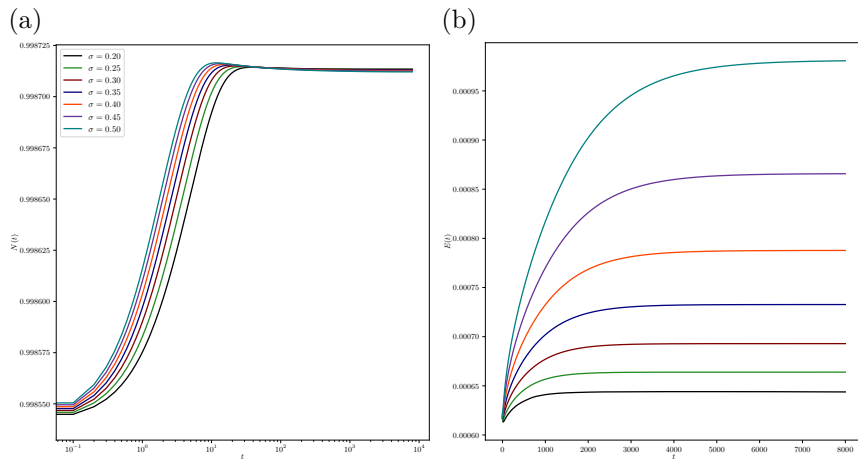 (a)
(b)
0.998725
0.998700
0.998675
0.998650
0.998625
0.998600
0.998575
0.998550
N(t)
σ = 0.20
σ = 0.25
σ = 0.30
σ = 0.35
σ = 0.40
σ = 0.45
σ = 0.50
10⁻¹ 10⁰ 10¹ 10² 10³ 10⁴
t
0.00095
0.00090
0.00085
0.00080
0.00075
0.00070
0.00065
0.00060
E(t)
0 1000 2000 3000 4000 5000 6000 7000 8000
t